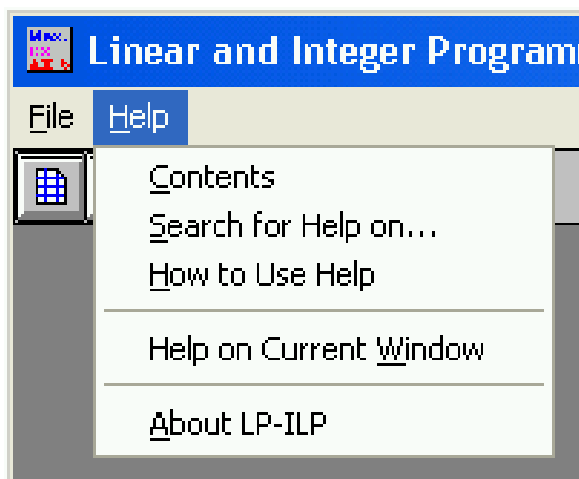 Linear and Integer Program
File Help
Contents
Search for Help on...
How to Use Help
Help on Current Window
About LP-ILP